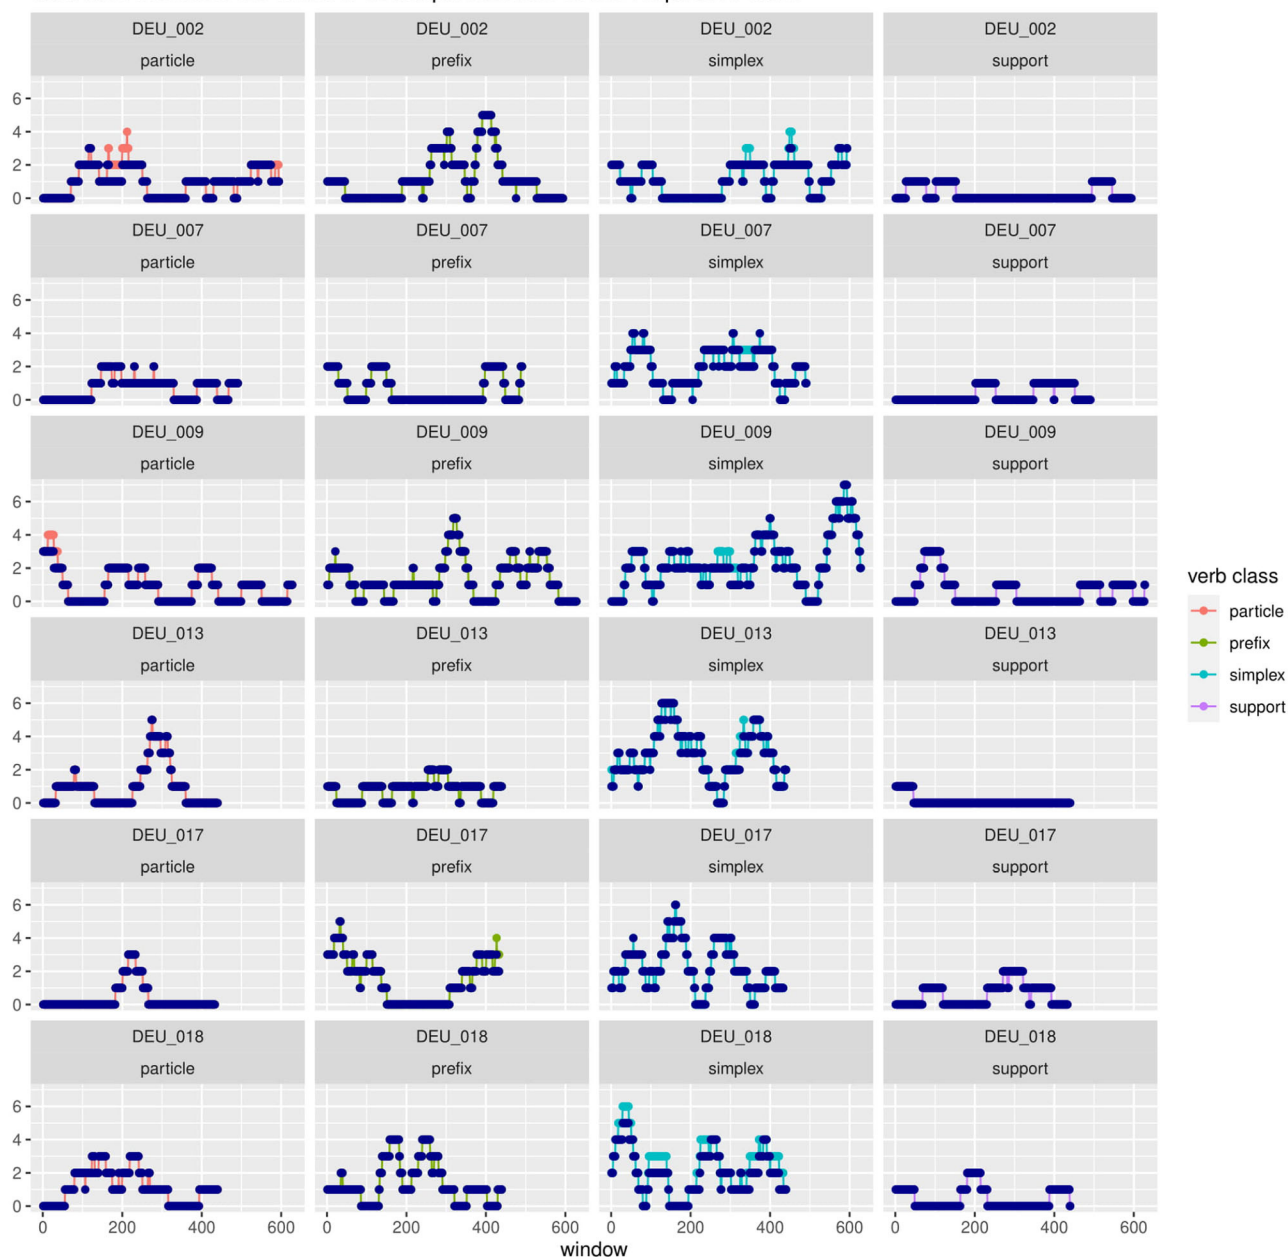 DEU_002 DEU_002 DEU_002 DEU_002
particle prefix simplex support
6
4
2
0
DEU_007 DEU_007 DEU_007 DEU_007
particle prefix simplex support
6
4
2
0
DEU_009 DEU_009 DEU_009 DEU_009
particle prefix simplex support
6
4
2
0
DEU_013 DEU_013 DEU_013 DEU_013
particle prefix simplex support
6
4
2
0
DEU_017 DEU_017 DEU_017 DEU_017
particle prefix simplex support
6
4
2
0
DEU_018 DEU_018 DEU_018 DEU_018
particle prefix simplex support
6
4
2
0
0 200 400 600 0 200 400 600 0 200 400 600 0 200 400 600
window
verb class
particle
prefix
simplex
support